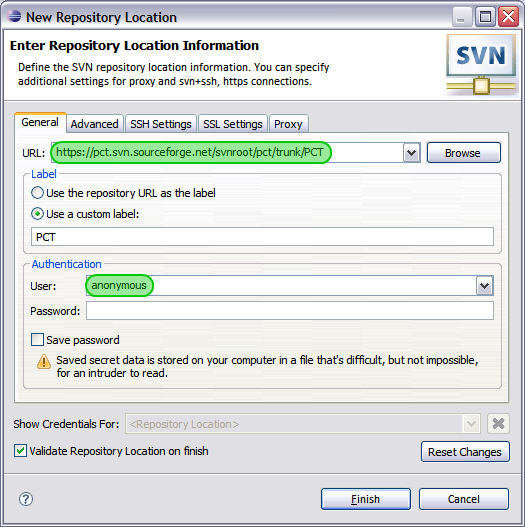 New Repository Location
Enter Repository Location Information
Define the SVN repository location information. You can specify
additional settings for proxy and svn+ssh, https connections.
SVN
General Advanced SSH Settings SSL Settings Proxy
URL: https://pct.svn.sourceforge.net/svnroot/pct/trunk/PCT Browse
Label
Use the repository URL as the label
Use a custom label:
PCT
Authentication
User: anonymous
Password:
Save password
Saved secret data is stored on your computer in a file that's difficult, but not impossible,
for an intruder to read.
Show Credentials For: <Repository Location>
Validate Repository Location on finish Reset Changes
? Finish Cancel